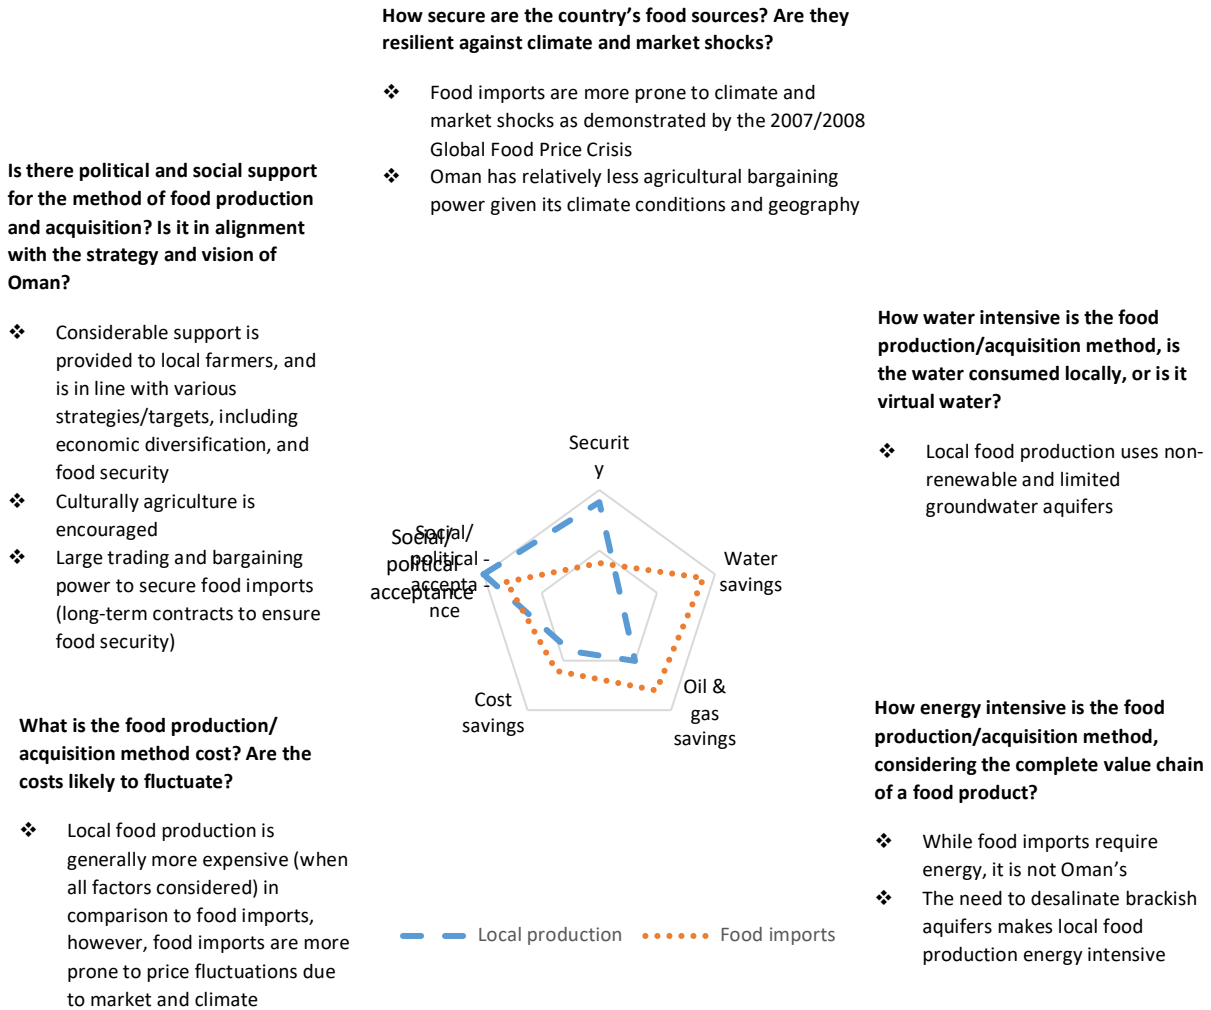 How secure are the country’s food sources? Are they
resilient against climate and market shocks?
❖ Food imports are more prone to climate and
market shocks as demonstrated by the 2007/2008
Global Food Price Crisis
❖ Oman has relatively less agricultural bargaining
power given its climate conditions and geography
Is there political and social support
for the method of food production
and acquisition? Is it in alignment
with the strategy and vision of
Oman?
❖ Considerable support is
provided to local farmers, and
is in line with various
strategies/targets, including
economic diversification, and
food security
❖ Culturally agriculture is
encouraged
❖ Large trading and bargaining
power to secure food imports
(long-term contracts to ensure
food security)
How water intensive is the food
production/acquisition method, is
the water consumed locally, or is it
virtual water?
❖ Local food production uses non-
renewable and limited
groundwater aquifers
Securit
y
Water
savings
Oil &
gas
savings
Cost
savings
Social/
political -
accepta -
nce
Social/
political
acceptance
What is the food production/
acquisition method cost? Are the
costs likely to fluctuate?
❖ Local food production is
generally more expensive (when
all factors considered) in
comparison to food imports,
however, food imports are more
prone to price fluctuations due
to market and climate
How energy intensive is the food
production/acquisition method,
considering the complete value chain
of a food product?
❖ While food imports require
energy, it is not Oman’s
❖ The need to desalinate brackish
aquifers makes local food
production energy intensive
Local production
Food imports